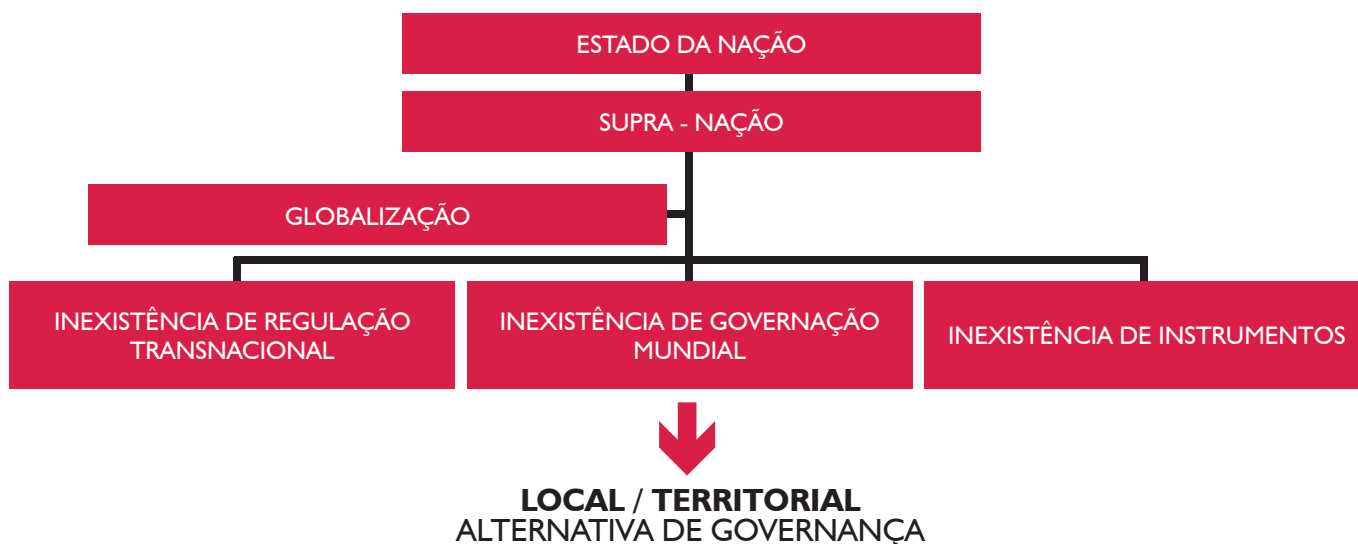 ESTADO DA NAÇÃO
SUPRA - NAÇÃO
GLOBALIZAÇÃO
INEXISTÊNCIA DE REGULAÇÃO
TRANSNACIONAL
INEXISTÊNCIA DE GOVERNAÇÃO
MUNDIAL
INEXISTÊNCIA DE INSTRUMENTOS
LOCAL / TERRITORIAL
ALTERNATIVA DE GOVERNANÇA